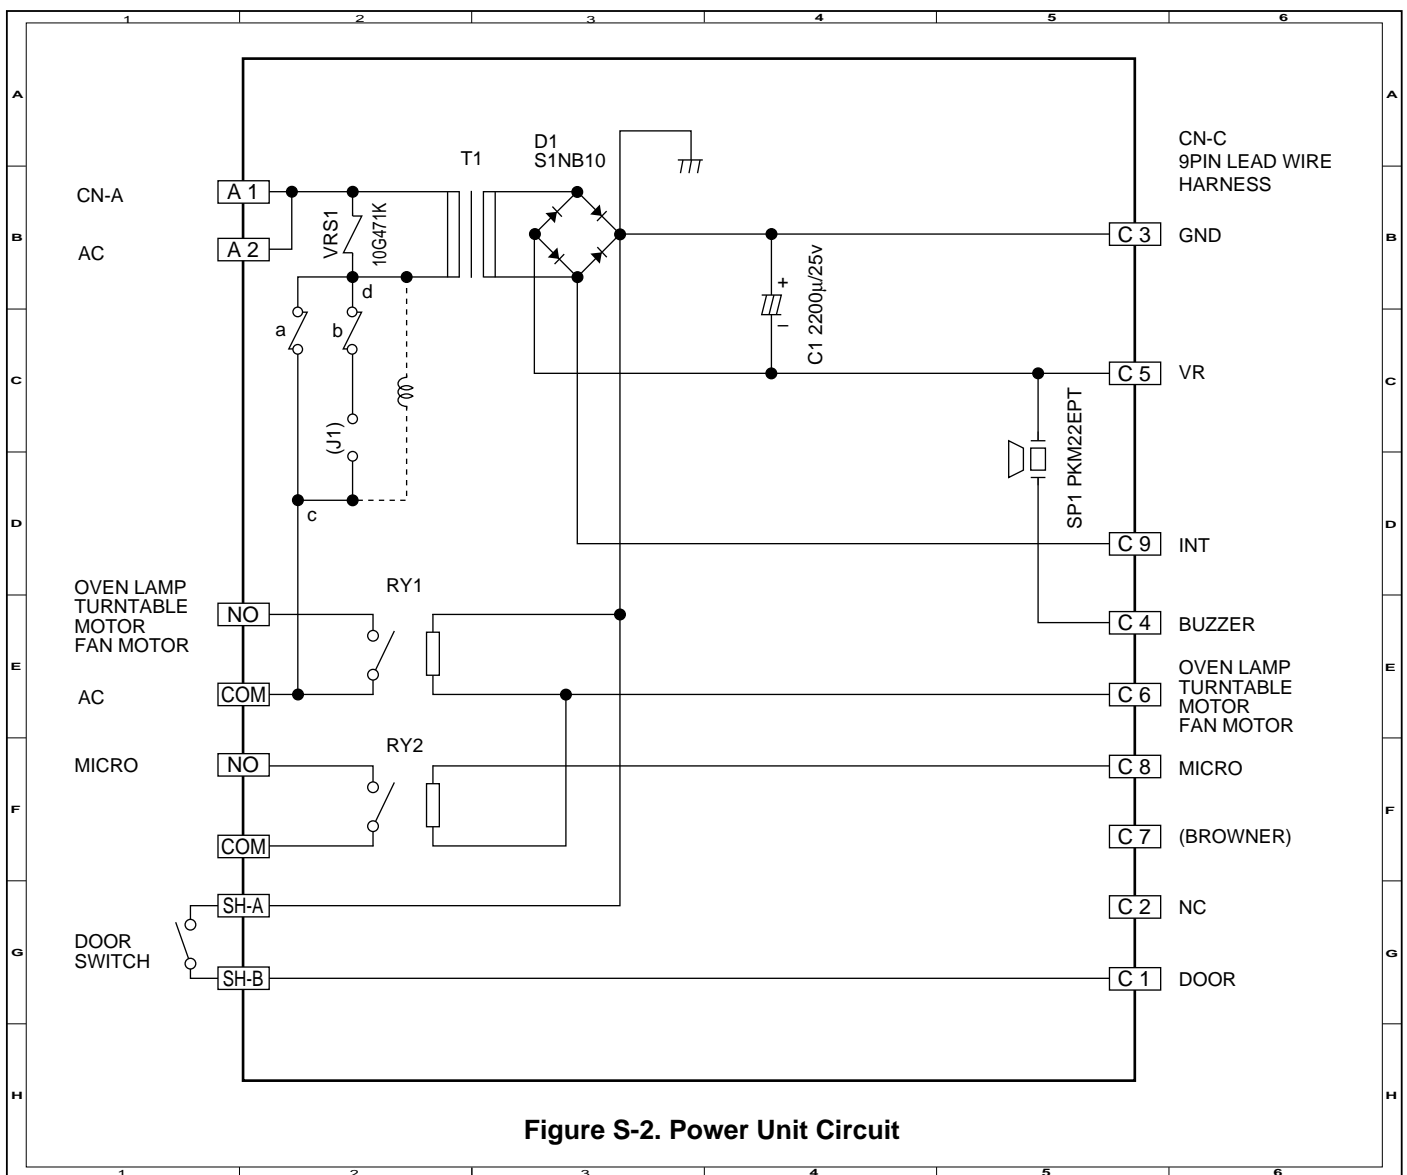 1 2 3 4 5 6
A A
B B
C C
D D
E E
F F
G G
H H
CN-A
AC
A 1
A 2
VRS1
10G471K
T1
D1
S1NB10
a
b
d
(J1)
c
C1 2200μ/25v
+
–
SP1 PKM22EPT
CN-C
9PIN LEAD WIRE
HARNESS
C 3 GND
C 5 VR
C 9 INT
C 4 BUZZER
C 6
OVEN LAMP
TURNTABLE
MOTOR
FAN MOTOR
C 8 MICRO
C 7 (BROWNER)
C 2 NC
C 1 DOOR
OVEN LAMP
TURNTABLE
MOTOR
FAN MOTOR
NO
RY1
AC
COM
MICRO
NO
RY2
COM
SH-A
DOOR
SWITCH
SH-B
Figure S-2. Power Unit Circuit
1 2 3 4 5 6